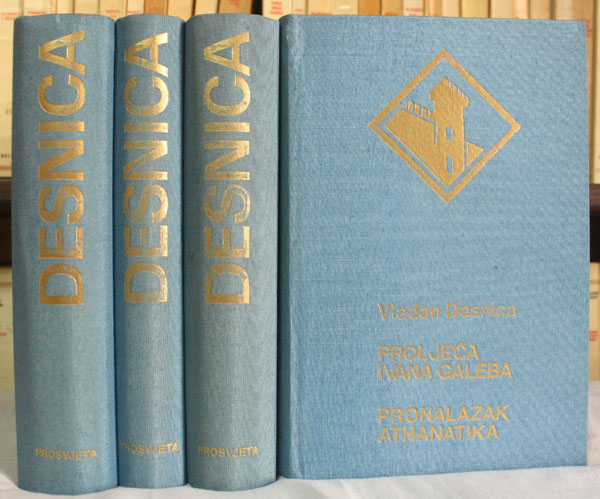 DESNICA
PROSVJETA
DESNICA
PROSVJETA
DESNICA
PROSVJETA
Vladan Desnica
PROLJEĆA
IVANA GALEBA
PRONALAZAK
ATHANATIKA